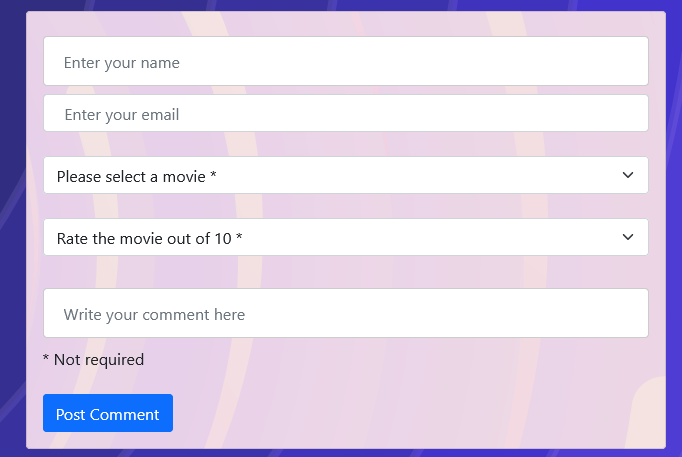 Enter your name
Enter your email
Please select a movie *
Rate the movie out of 10 *
Write your comment here
* Not required
Post Comment